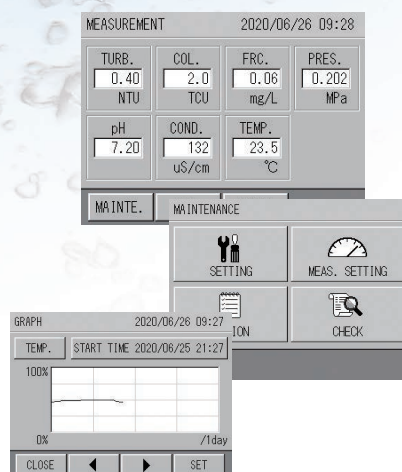 MEASUREMENT 2020/06/26 09:28
TURB. COL. FRC. PRES.
0.40 2.0 0.06 0.202
NTU TCU mg/L MPa
pH COND. TEMP.
7.20 132 23.5
uS/cm ℃
MAINTE.
MAINTENANCE
SETTING MEAS. SETTING
ION CHECK
GRAPH 2020/06/26 09:27
TEMP. START TIME 2020/06/25 21:27
100%
0% /1day
CLOSE SET